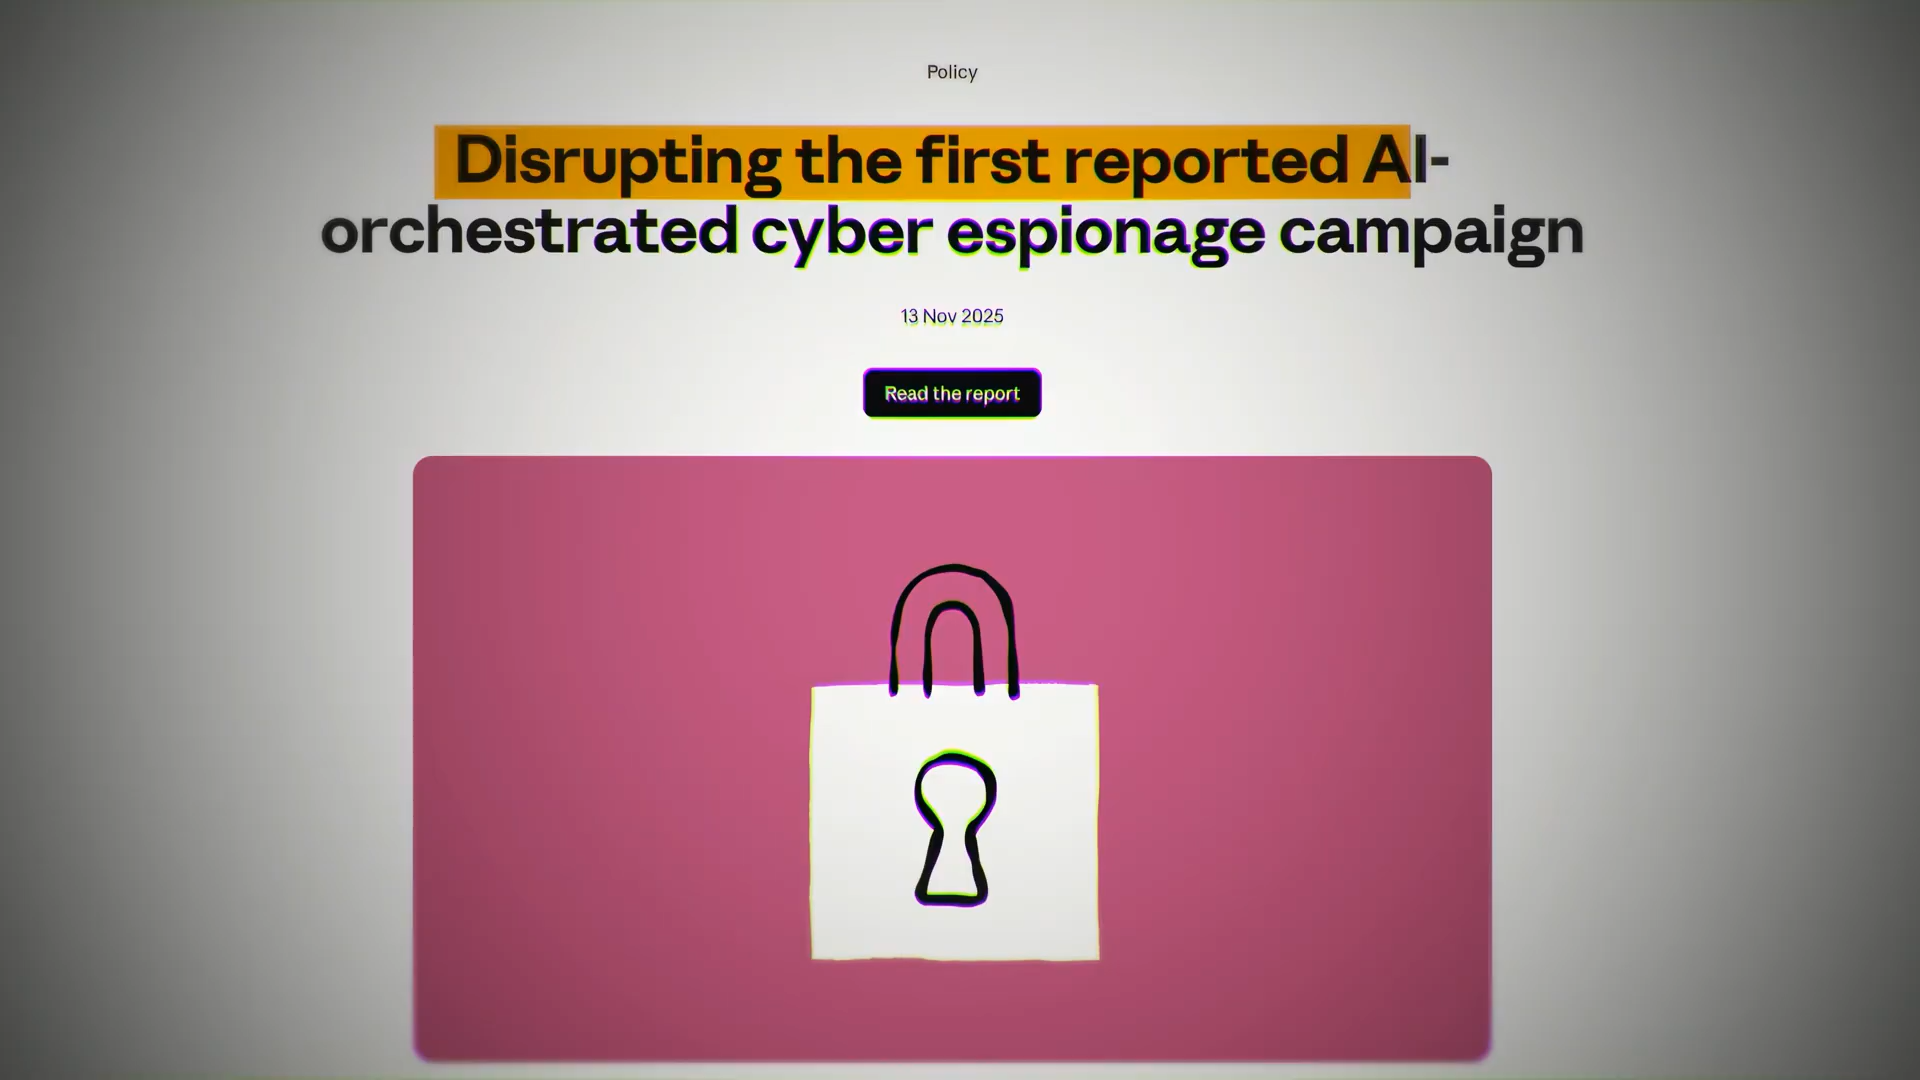 Policy
Disrupting the first reported AI-
orchestrated cyber espionage campaign
13 Nov 2025
Read the report